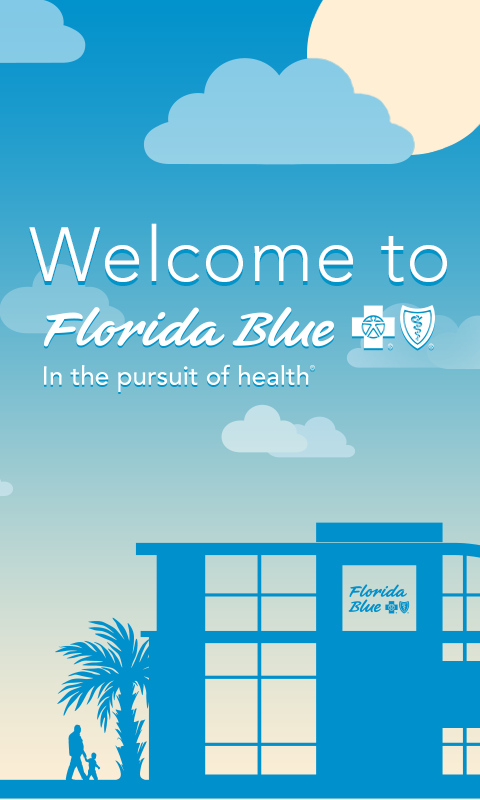 Welcome to
Florida Blue ® ®
In the pursuit of health®
Florida
Blue